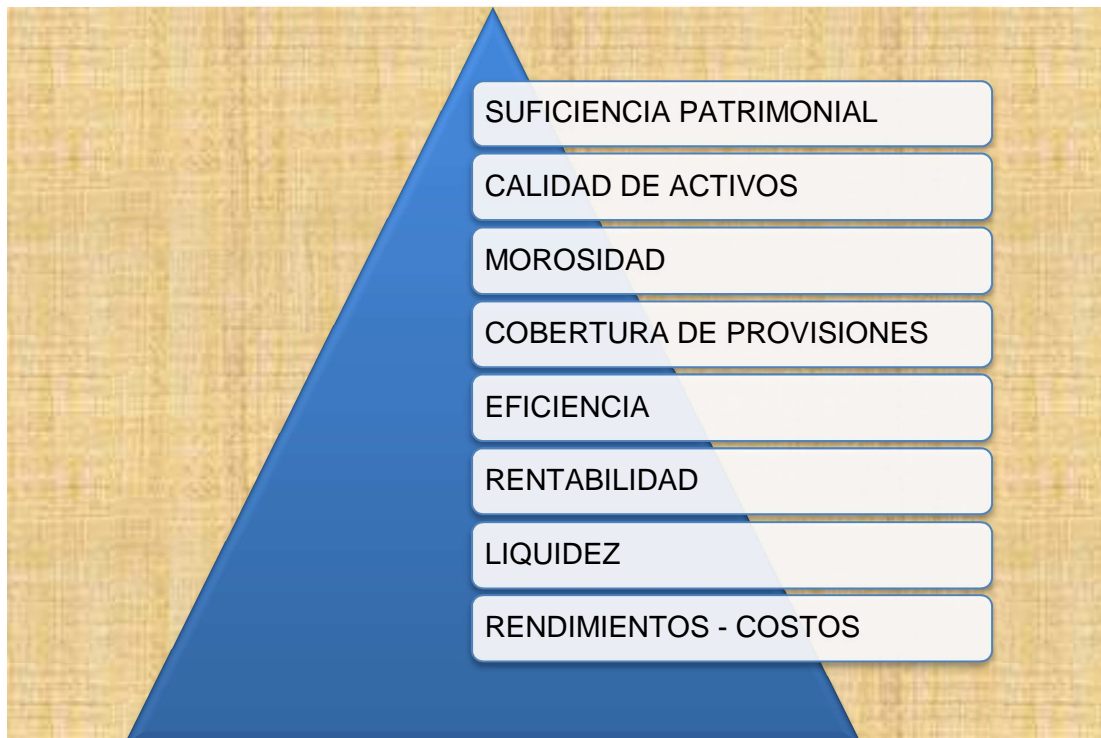 SUFICIENCIA PATRIMONIAL
CALIDAD DE ACTIVOS
MOROSIDAD
COBERTURA DE PROVISIONES
EFICIENCIA
RENTABILIDAD
LIQUIDEZ
RENDIMIENTOS - COSTOS